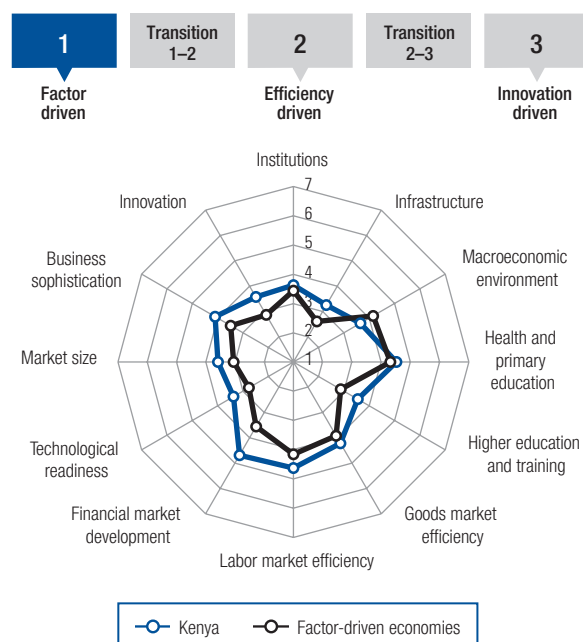 1
Transition
1–2
2
Transition
2–3
3
Factor
driven
Efficiency
driven
Innovation
driven
Institutions
Innovation
Infrastructure
Business
sophistication
Macroeconomic
environment
Market size
Health and
primary
education
Technological
readiness
Higher education
and training
Financial market
development
Goods market
efficiency
Labor market efficiency
7
6
5
4
3
2
1
Kenya
Factor-driven economies